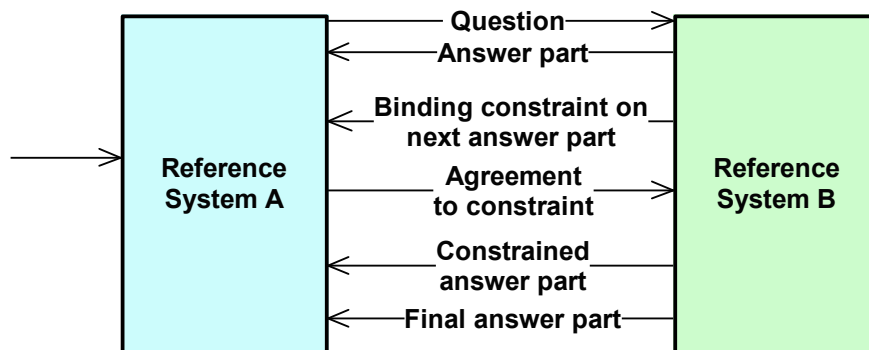 Question
Answer part
Binding constraint on
next answer part
Reference
System A
Agreement
to constraint
Reference
System B
Constrained
answer part
Final answer part